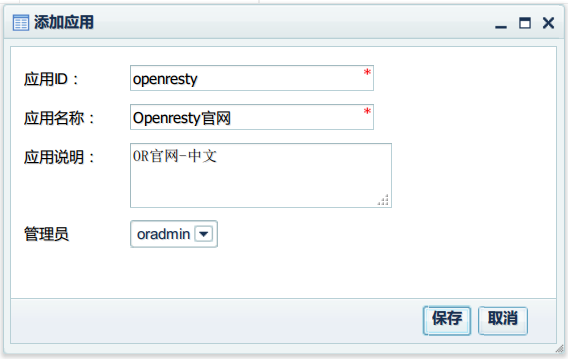 添加应用
应用ID： openresty *
应用名称： Openresty官网 *
应用说明： OR官网-中文
管理员 oradmin
保存 取消